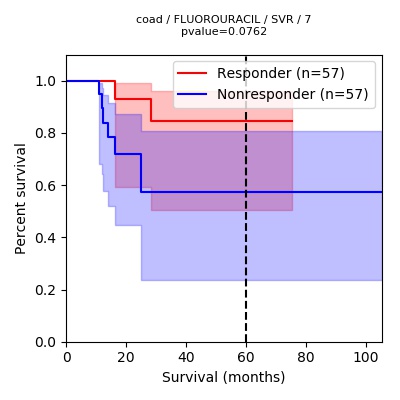 coad / FLUOROURACIL / SVR / 7
pvalue=0.0762
Responder (n=57)
Nonresponder (n=57)
Percent survival
1.0
0.8
0.6
0.4
0.2
0.0
0 20 40 60 80 100
Survival (months)